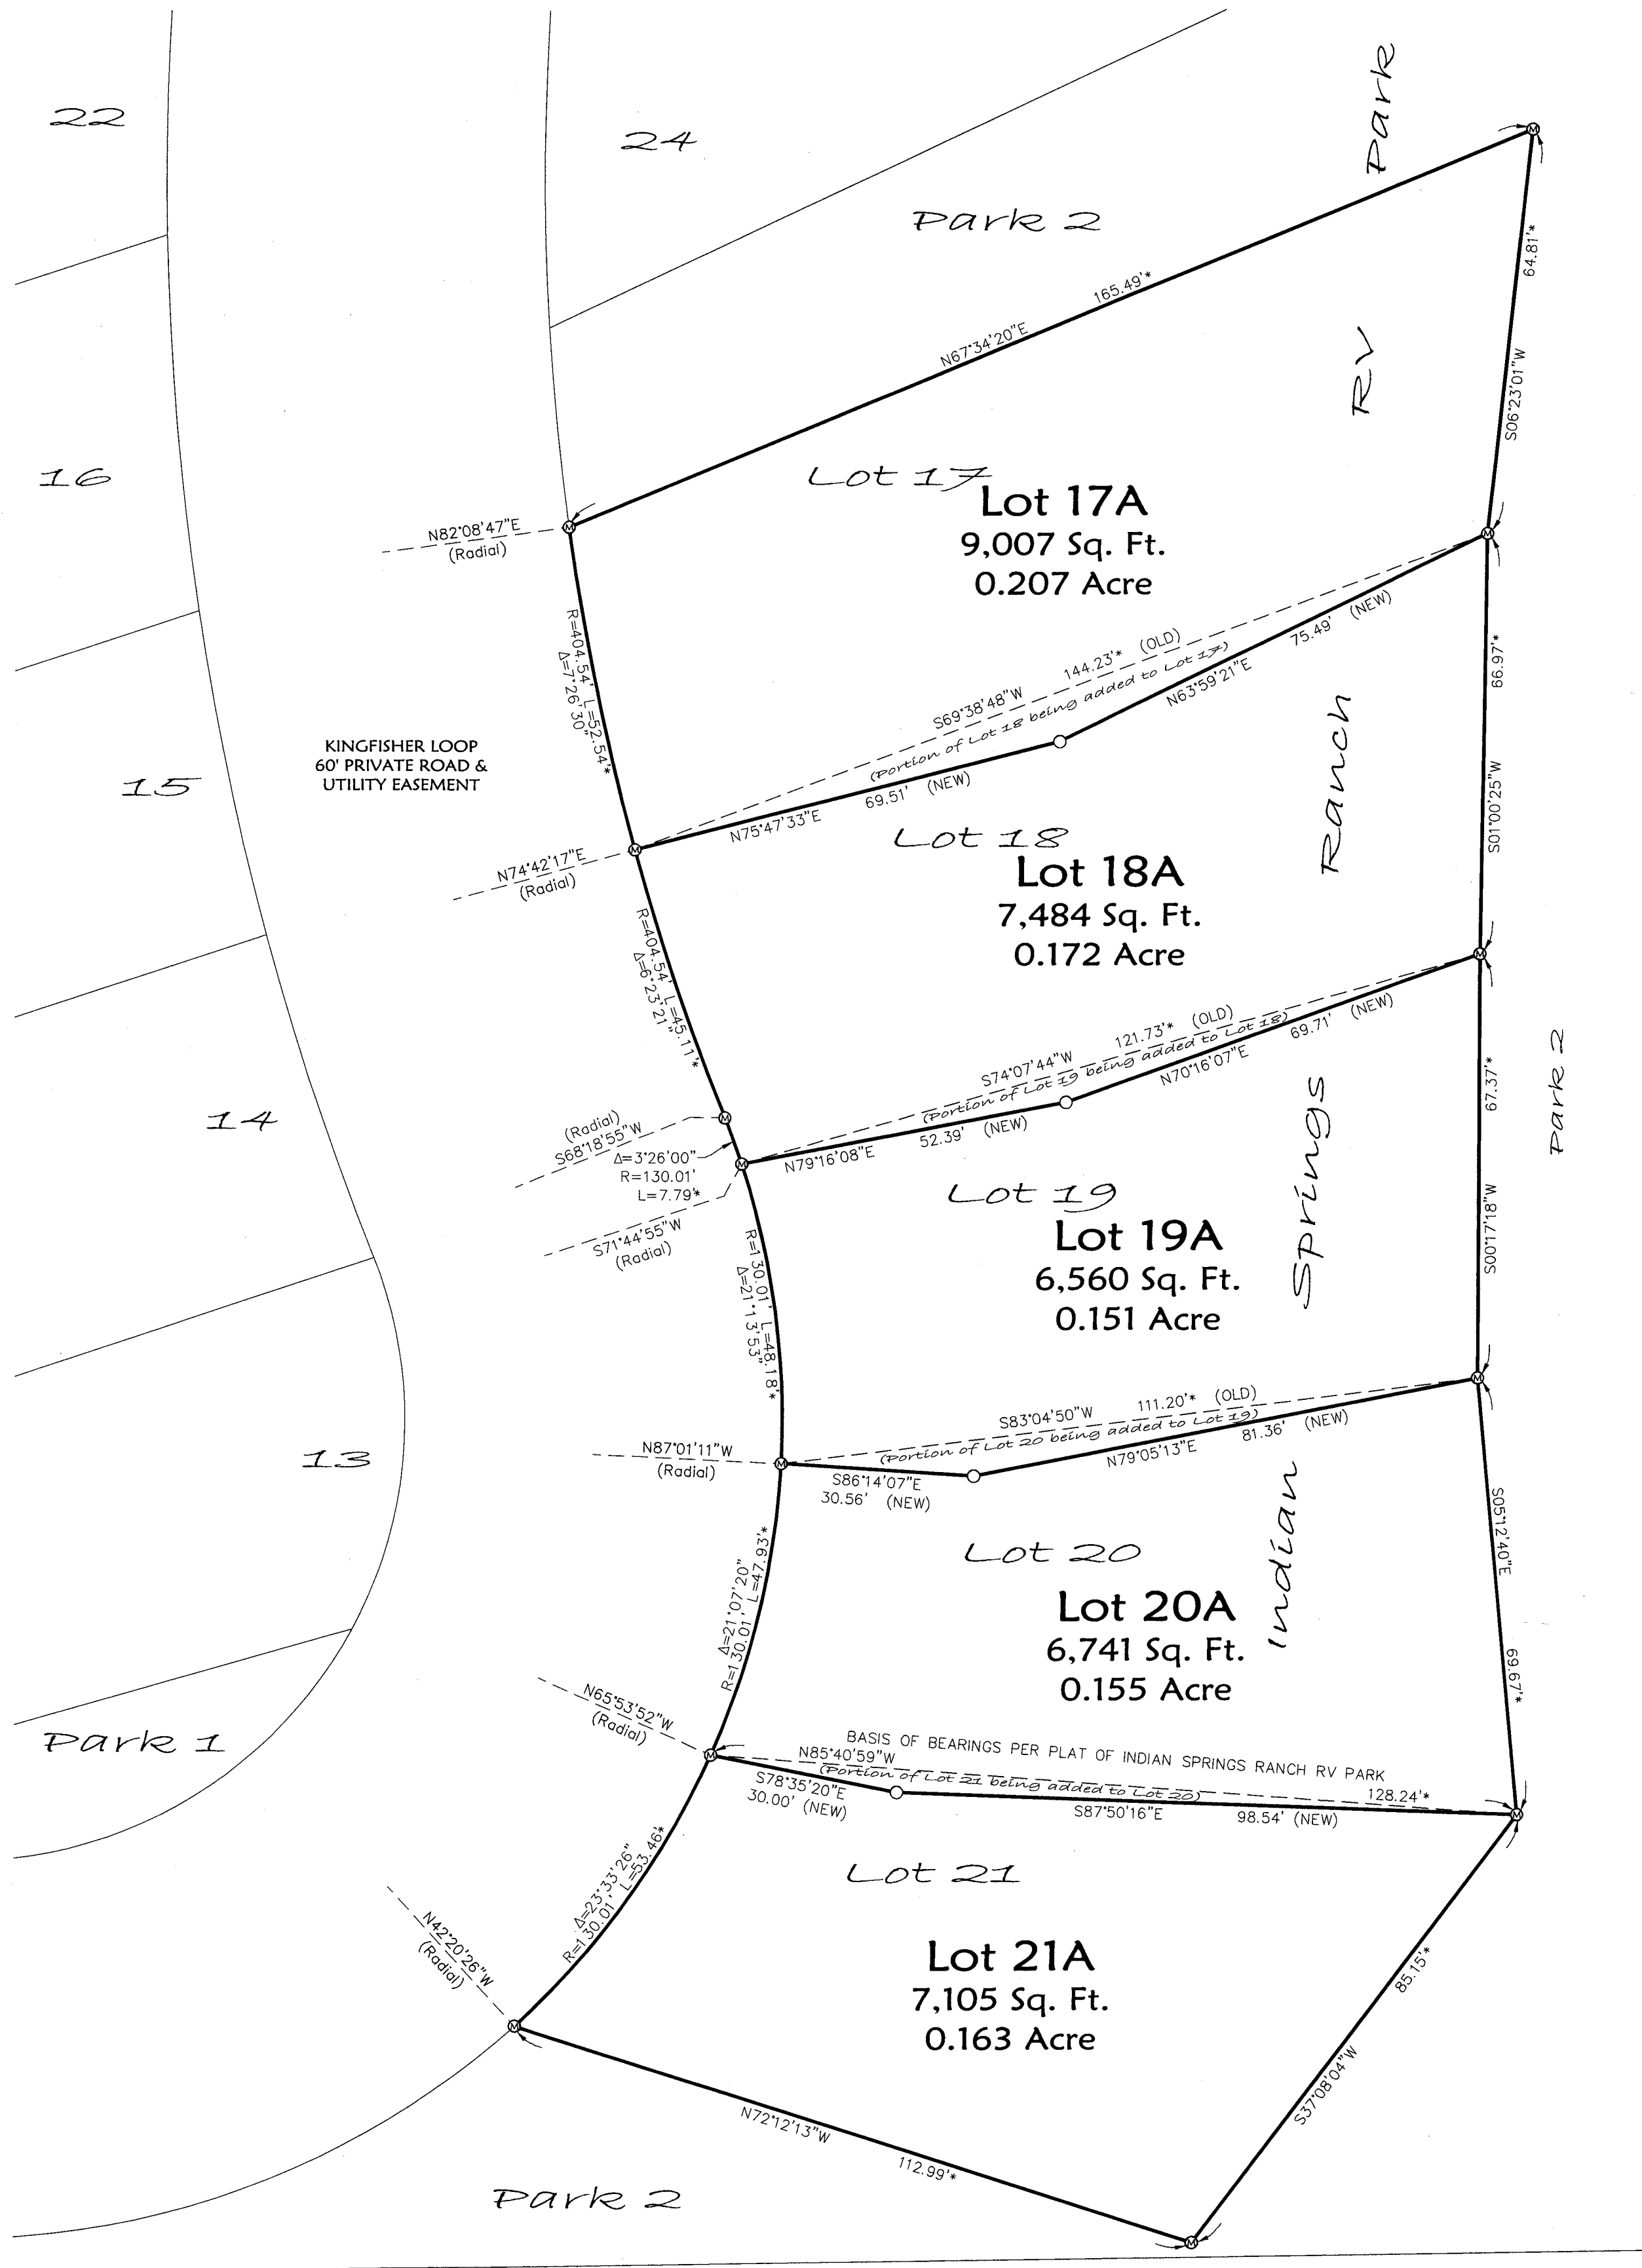 22
24
Park
Park 2
165.49'*
N67°34'20"E
64.81'*
S06°23'01"W
RV
16
Lot 17
Lot 17A
9,007 Sq. Ft.
0.207 Acre
N82°08'47"E
(Radial)
R=404.54' L=52.54'*
Δ=7°26'30"
144.23'* (OLD)
S69°38'48"W
(Portion of Lot 18 being added to Lot 17)
75.49' (NEW)
N63°59'21"E
69.51' (NEW)
N75°47'33"E
66.97'*
S01°00'25"W
Ranch
KINGFISHER LOOP
60' PRIVATE ROAD &
UTILITY EASEMENT
15
Lot 18
Lot 18A
7,484 Sq. Ft.
0.172 Acre
N74°42'17"E
(Radial)
R=404.54' L=45.11'*
Δ=6°23'21"
121.73'* (OLD)
S74°07'44"W
(Portion of Lot 19 being added to Lot 18)
69.71' (NEW)
N70°16'07"E
52.39' (NEW)
N79°16'08"E
67.37'*
S00°17'18"W
Park 2
14
(Radial)
S68°18'55"W
Δ=3°26'00"
R=130.01'
L=7.79'*
S71°44'55"W
(Radial)
Springs
Lot 19
Lot 19A
6,560 Sq. Ft.
0.151 Acre
R=130.01' L=48.18'*
Δ=21°13'53"
S83°04'50"W 111.20'* (OLD)
(Portion of Lot 20 being added to Lot 19)
81.36' (NEW)
N79°05'13"E
13
N87°01'11"W
(Radial)
S86°14'07"E
30.56' (NEW)
Indian
Lot 20
Lot 20A
6,741 Sq. Ft.
0.155 Acre
S05°12'40"E
69.67'*
Δ=21°07'20"
R=130.01' L=47.93'*
N65°53'52"W
(Radial)
Park 1
BASIS OF BEARINGS PER PLAT OF INDIAN SPRINGS RANCH RV PARK
N85°40'59"W
128.24'*
(Portion of Lot 21 being added to Lot 20)
S78°35'20"E
30.00' (NEW)
S87°50'16"E
98.54' (NEW)
Lot 21
Lot 21A
7,105 Sq. Ft.
0.163 Acre
Δ=23°33'26"
R=130.01' L=53.46'*
N42°20'26"W
(Radial)
85.15'*
S37°08'04"W
N72°12'13"W
112.99'*
Park 2